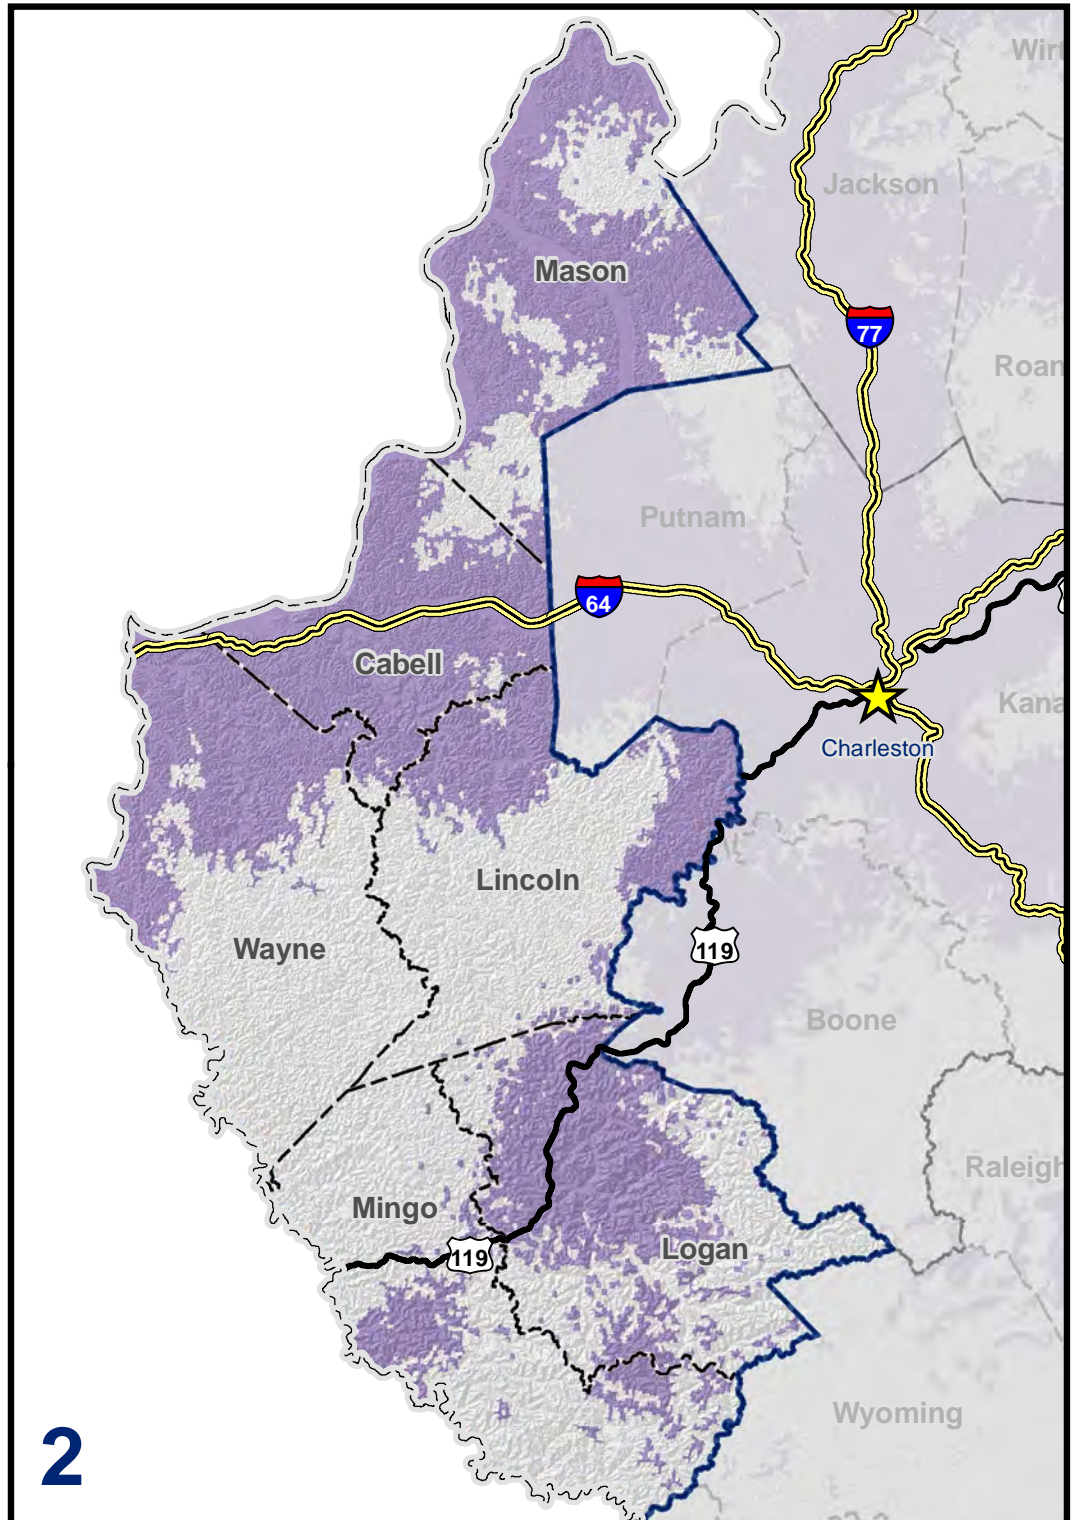 Wirt
Jackson
Mason
77
Roan
Putnam
64
Cabell
Kana
Charleston
Lincoln
119
Wayne
Boone
Raleigh
Mingo
Logan
119
Wyoming
2